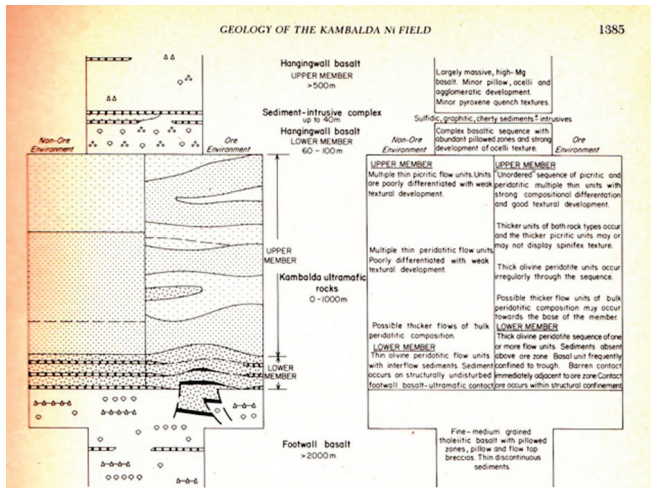 GEOLOGY OF THE KAMBALDA Ni FIELD
1385
Hangingwall basalt
UPPER MEMBER
>500m
Sediment-intrusive complex
up to 40m
Hangingwall basalt
LOWER MEMBER
60-100m
Non-Ore
Environment
Ore
Environment
UPPER
MEMBER
Kambalda ultramafic
rocks
0-1000m
LOWER
MEMBER
Footwall basalt
>2000m
Largely massive, high-Mg
basalt. Minor pillow, ocelli and
agglomeratic development.
Minor pyroxene quench textures.
Sulfidic, graphitic, cherty sediments ± intrusives
Complex basaltic sequence with
abundant pillowed zones and strong
development of ocelli texture.
Non-Ore
Environment
Ore
Environment
UPPER MEMBER
Multiple thin picritic flow units. Units
are poorly differentiated with weak
textural development.
Multiple thin peridotitic flow units
Poorly differentiated with weak
textural development.
Possible thicker flows of bulk
peridotitic composition.
LOWER MEMBER
Thin olivine peridotitic flow units
with interflow sediments. Sediment
occurs on structurally undisturbed
footwall basalt-ultramafic contact
UPPER MEMBER
"Unordered" sequence of picritic and
peridotitic multiple thin units with
strong compositional differentation
and good textural development.
Thicker units of both rock types occur
and the thicker picritic units may or
may not display spinifex texture.
Thick olivine peridotite units occur
irregularly through the sequence.
Possible thicker flow units of bulk
peridotitic composition may occur
towards the base of the member.
LOWER MEMBER
Thick olivine peridotite sequence of one
or more flow units. Sediments absent
above ore zone. Basal unit frequently
confined to trough. Barren contact
immediately adjacent to ore zone. Contact
ore occurs within structural confinement
Fine-medium grained
tholeiitic basalt with pillowed
zones, pillow and flow top
breccias. Thin discontinuous
sediments.